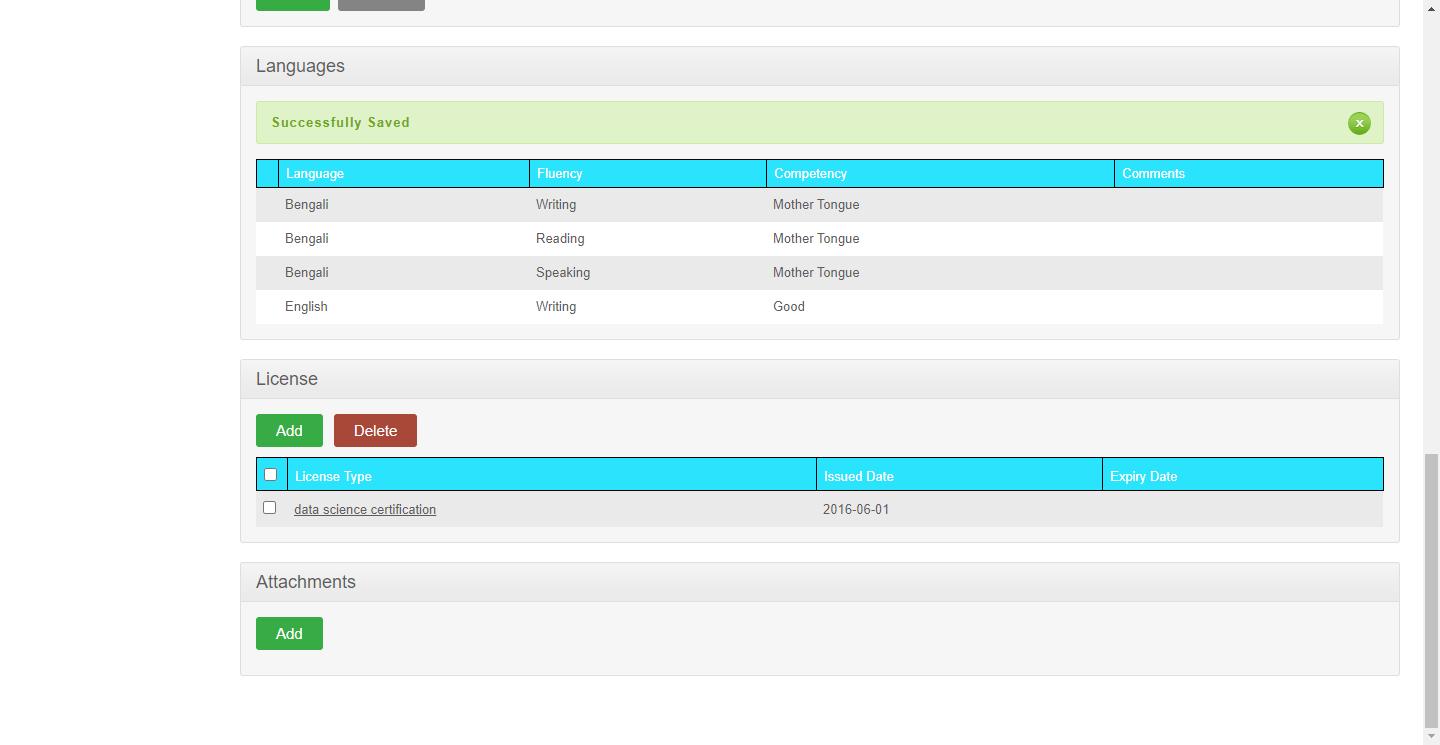 Languages
Successfully Saved
x
Language Fluency Competency Comments
Bengali Writing Mother Tongue
Bengali Reading Mother Tongue
Bengali Speaking Mother Tongue
English Writing Good
License
Add Delete
License Type Issued Date Expiry Date
data science certification 2016-06-01
Attachments
Add